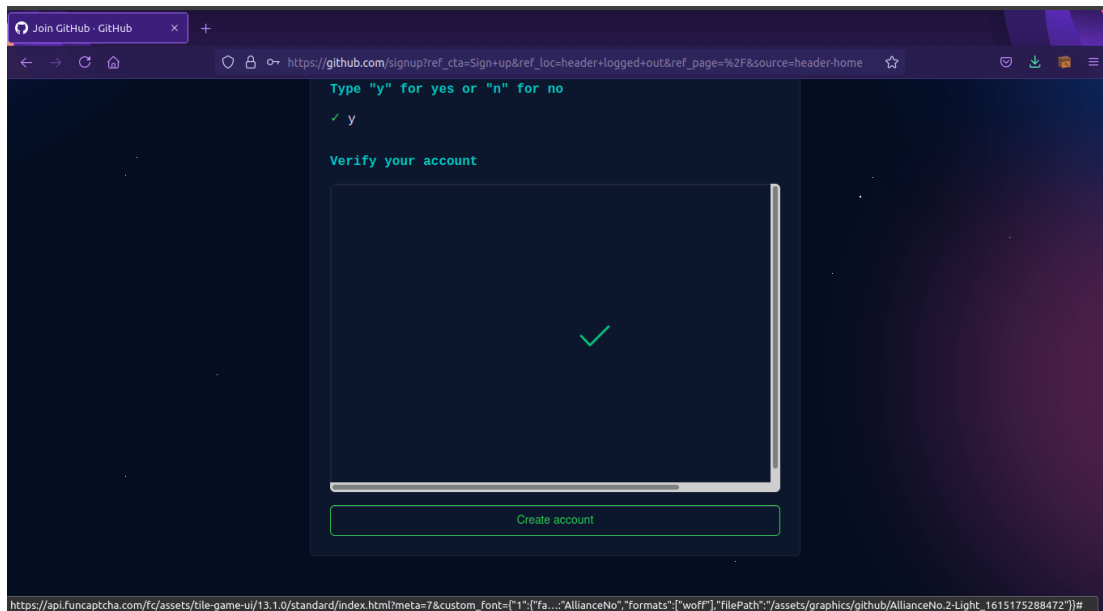 Join GitHub · GitHub
https://github.com/signup?ref_cta=Sign+up&ref_loc=header+logged+out&ref_page=%2F&source=header-home
Type "y" for yes or "n" for no
✓ y
Verify your account
Create account
https://api.funcaptcha.com/fc/assets/tile-game-ui/13.1.0/standard/index.html?meta=7&custom_font={"1":{"fa…:"AllianceNo","formats":["woff"],"filePath":"/assets/graphics/github/AllianceNo.2-Light_1615175288472"}}#